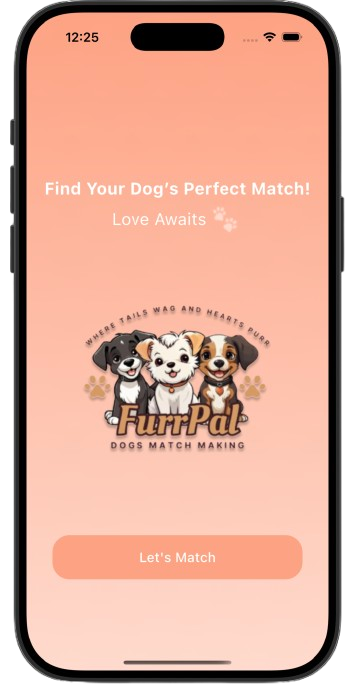 12:25
Find Your Dog’s Perfect Match!
Love Awaits 🐾
WHERE TAILS WAG AND HEARTS PURR
FurrPal
DOGS MATCH MAKING
Let's Match